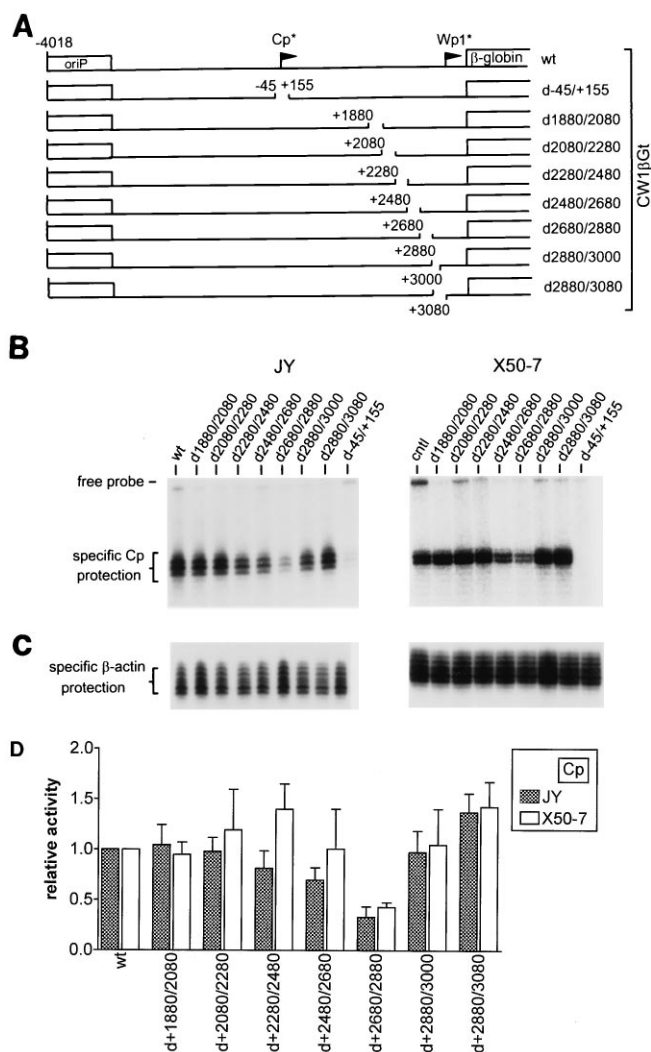 A
-4018 Cp* Wp1*
oriP β-globin wt
-45 +155 d-45/+155
+1880 d1880/2080
+2080 d2080/2280
+2280 d2280/2480
+2480 d2480/2680
+2680 d2680/2880
+2880 d2880/3000
+3000 d2880/3080
+3080
CW1βGt
B
JY X50-7
wt d1880/2080 d2080/2280 d2280/2480 d2480/2680 d2680/2880 d2880/3000 d2880/3080 d-45/+155
cntl d1880/2080 d2080/2280 d2280/2480 d2480/2680 d2680/2880 d2880/3000 d2880/3080 d-45/+155
free probe
specific Cp
protection
C
specific β-actin
protection
D
Cp
JY
X50-7
relative activity
2.0
1.5
1.0
0.5
0.0
wt d+1880/2080 d+2080/2280 d+2280/2480 d+2480/2680 d+2680/2880 d+2880/3000 d+2880/3080